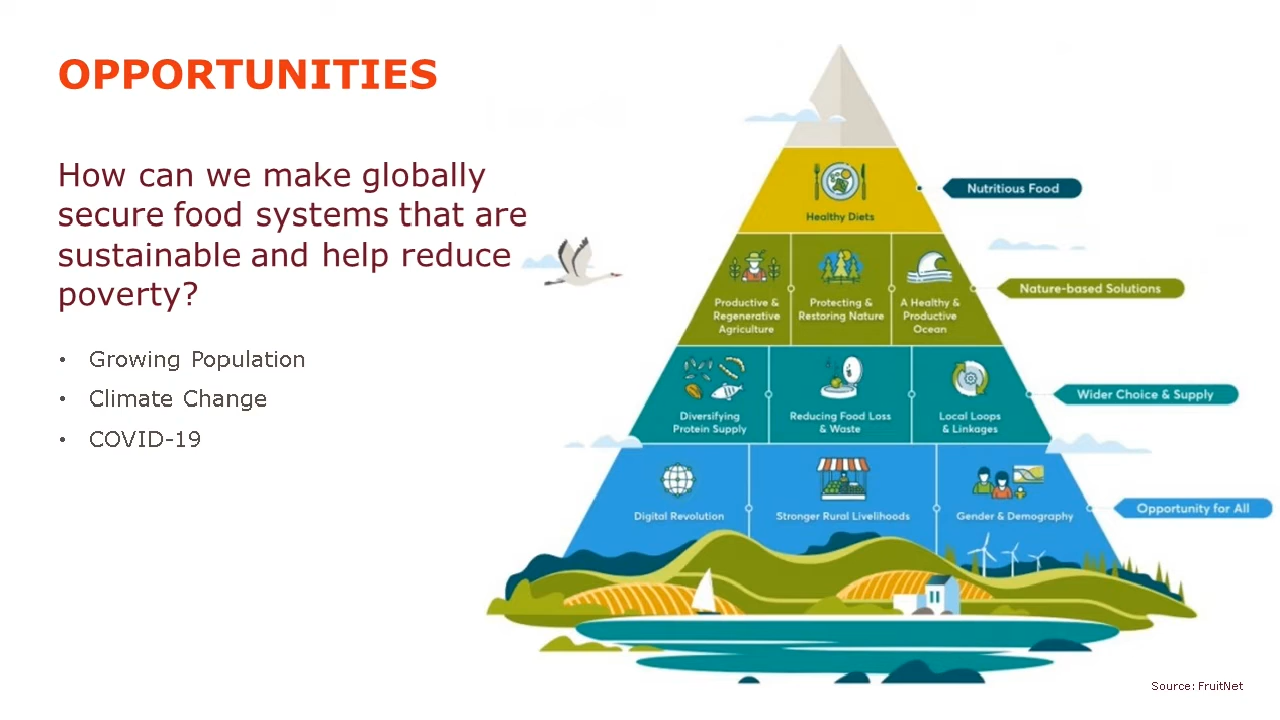 OPPORTUNITIES
How can we make globally
secure food systems that are
sustainable and help reduce
poverty?
• Growing Population
• Climate Change
• COVID-19
Healthy Diets
Nutritious Food
Productive &
Regenerative
Agriculture
Protecting &
Restoring Nature
A Healthy &
Productive
Ocean
Nature-based Solutions
Diversifying
Protein Supply
Reducing Food Loss
& Waste
Local Loops
& Linkages
Wider Choice & Supply
Digital Revolution
Stronger Rural Livelihoods
Gender & Demography
Opportunity for All
Source: FruitNet